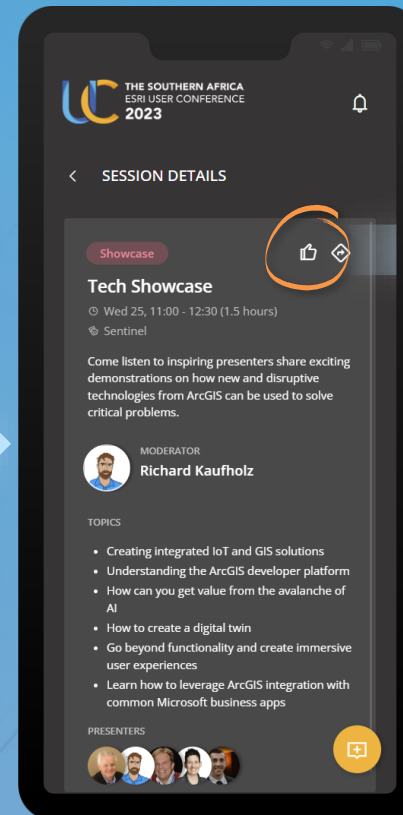 UC
THE SOUTHERN AFRICA
ESRI USER CONFERENCE
2023
SESSION DETAILS
Showcase
Tech Showcase
Wed 25, 11:00 - 12:30 (1.5 hours)
Sentinel
Come listen to inspiring presenters share exciting
demonstrations on how new and disruptive
technologies from ArcGIS can be used to solve
critical problems.
MODERATOR
Richard Kaufholz
TOPICS
• Creating integrated IoT and GIS solutions
• Understanding the ArcGIS developer platform
• How can you get value from the avalanche of
AI
• How to create a digital twin
• Go beyond functionality and create immersive
user experiences
• Learn how to leverage ArcGIS integration with
common Microsoft business apps
PRESENTERS